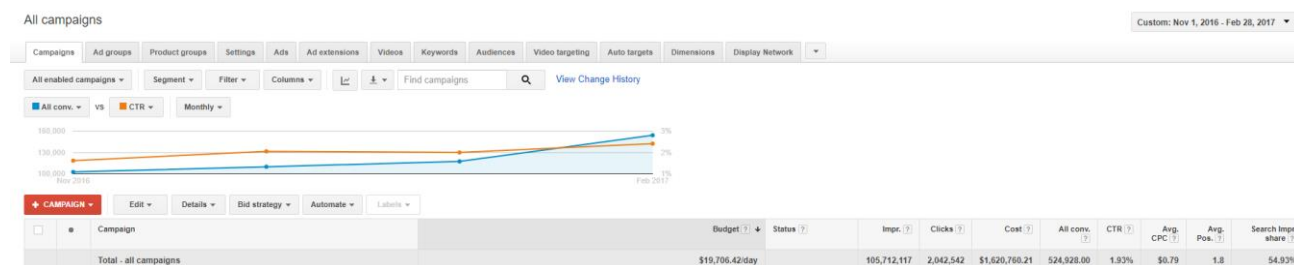 All campaigns
Custom: Nov 1, 2016 - Feb 28, 2017
Campaigns Ad groups Product groups Settings Ads Ad extensions Videos Keywords Audiences Video targeting Auto targets Dimensions Display Network
All enabled campaigns Segment Filter Columns Find campaigns View Change History
All conv. VS CTR Monthly
160,000 3%
130,000 2%
100,000 1%
Nov 2016 Feb 2017
+ CAMPAIGN Edit Details Bid strategy Automate Labels
Campaign Budget ? Status ? Impr. ? Clicks ? Cost ? All conv. ? CTR ? Avg. CPC ? Avg. Pos. ? Search Impr share ?
Total - all campaigns $19,706.42/day 105,712,117 2,042,542 $1,620,760.21 524,928.00 1.93% $0.79 1.8 54.93%